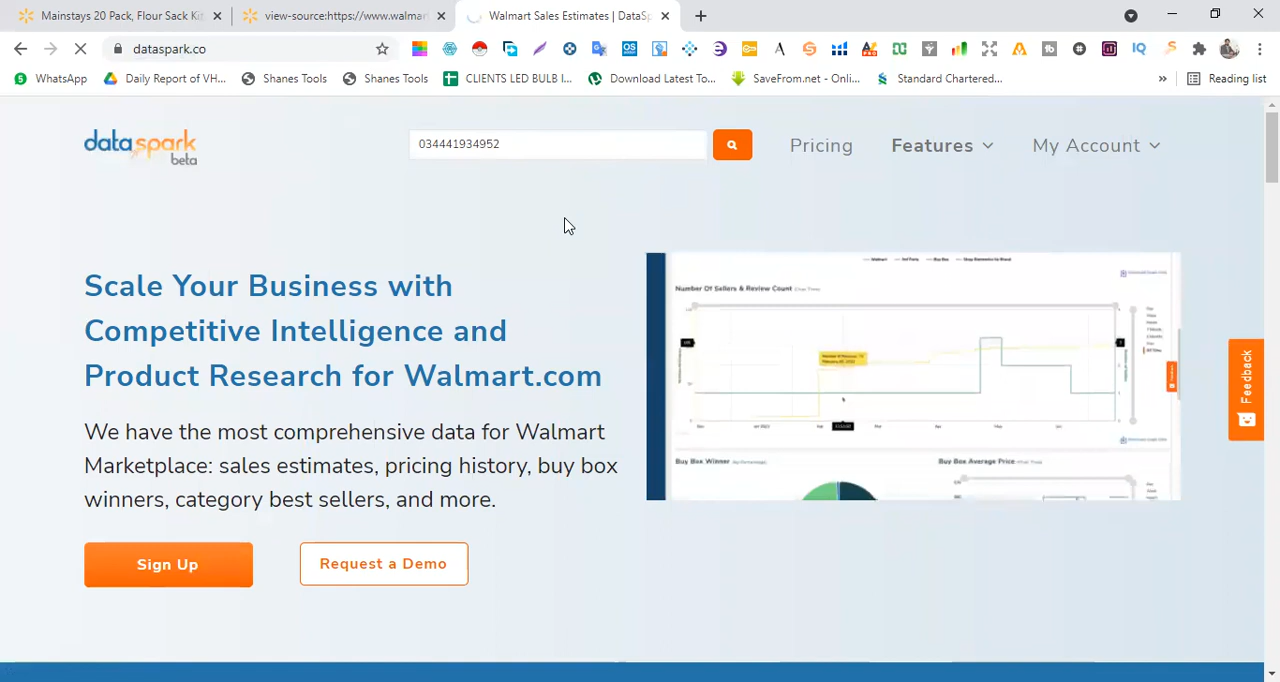 Mainstays 20 Pack, Flour Sack Kit
view-source:https://www.walmart
Walmart Sales Estimates | DataSp
dataspark.co
WhatsApp
Daily Report of VH...
Shanes Tools
Shanes Tools
CLIENTS LED BULB I...
Download Latest To...
SaveFrom.net - Onli...
Standard Chartered...
»
Reading list
dataspark
beta
034441934952
Pricing
Features
My Account
Scale Your Business with
Competitive Intelligence and
Product Research for Walmart.com
We have the most comprehensive data for Walmart
Marketplace: sales estimates, pricing history, buy box
winners, category best sellers, and more.
Sign Up
Request a Demo
Number Of Sellers & Review Count
Buy Box Winner
Buy Box Average Price
Feedback